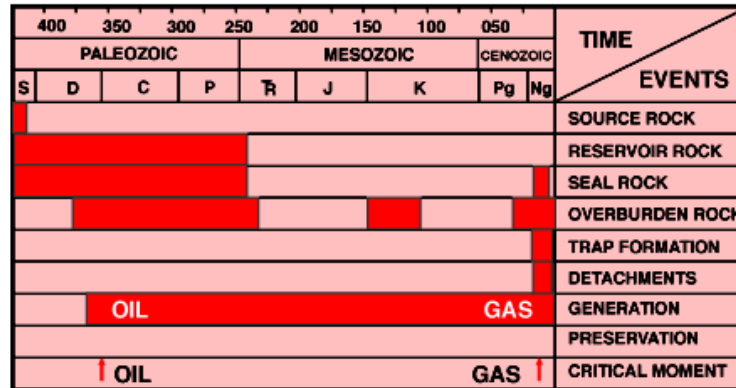 400 350 300 250 200 150 100 050
PALEOZOIC MESOZOIC CENOZOIC
S D C P TR J K Pg Ng
TIME
EVENTS
SOURCE ROCK
RESERVOIR ROCK
SEAL ROCK
OVERBURDEN ROCK
TRAP FORMATION
DETACHMENTS
OIL GAS GENERATION
PRESERVATION
OIL GAS CRITICAL MOMENT